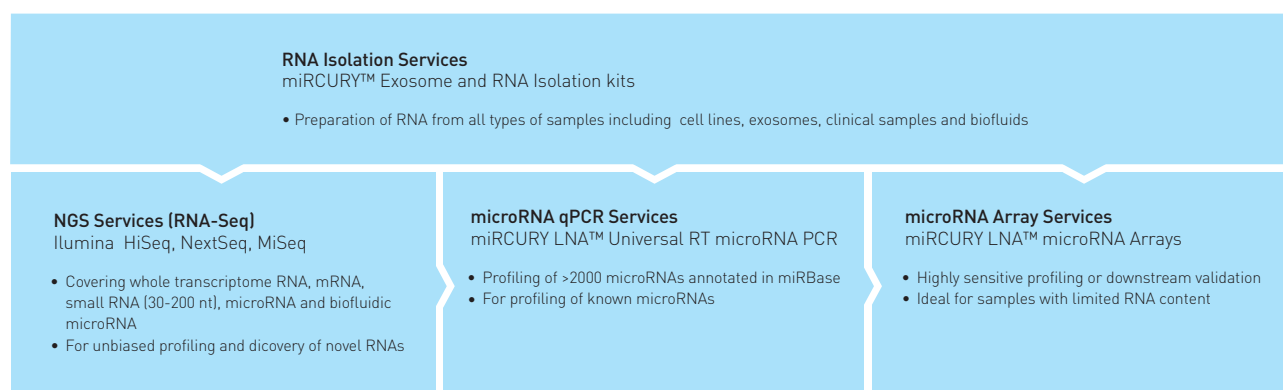 RNA Isolation Services
miRCURY™ Exosome and RNA Isolation kits
• Preparation of RNA from all types of samples including cell lines, exosomes, clinical samples and biofluids
NGS Services (RNA-Seq)
Ilumina HiSeq, NextSeq, MiSeq
• Covering whole transcriptome RNA, mRNA,
small RNA (30-200 nt), microRNA and biofluidic
microRNA
• For unbiased profiling and dicovery of novel RNAs
microRNA qPCR Services
miRCURY LNA™ Universal RT microRNA PCR
• Profiling of >2000 microRNAs annotated in miRBase
• For profiling of known microRNAs
microRNA Array Services
miRCURY LNA™ microRNA Arrays
• Highly sensitive profiling or downstream validation
• Ideal for samples with limited RNA content